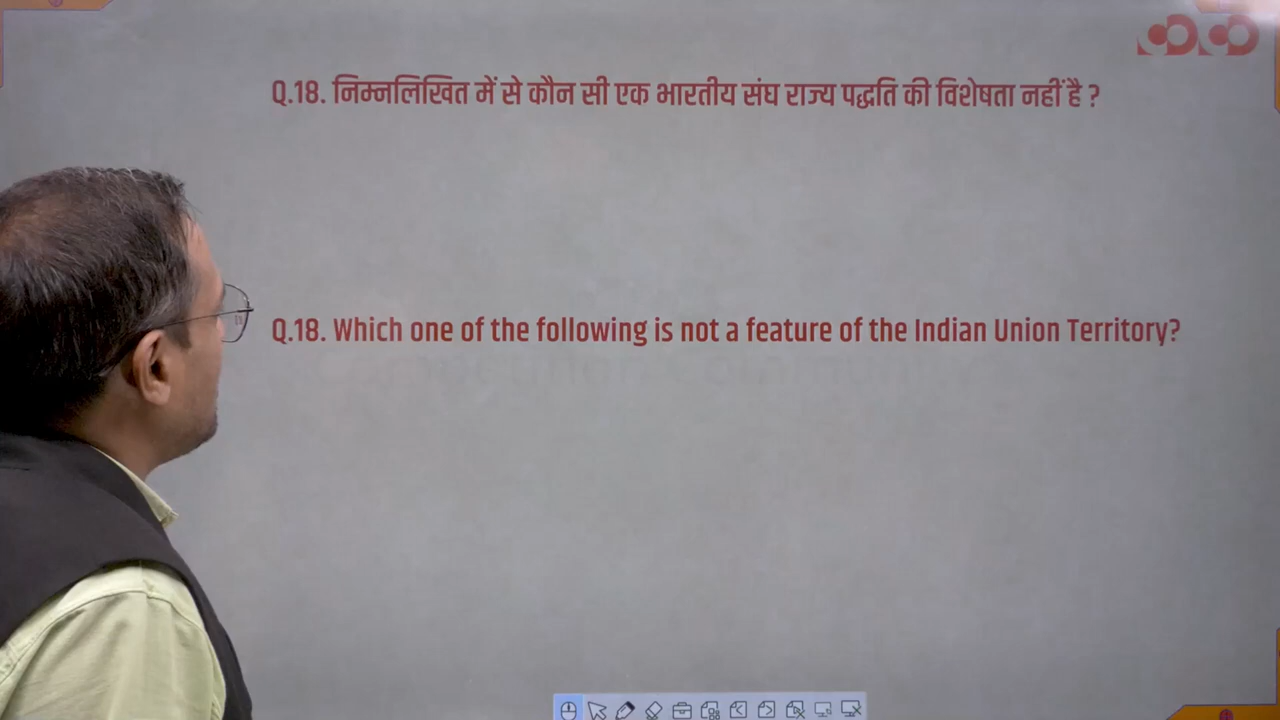 Q.18. निम्नलिखित में से कौन सी एक भारतीय संघ राज्य पद्धति की विशेषता नहीं है ?
Q.18. Which one of the following is not a feature of the Indian Union Territory?